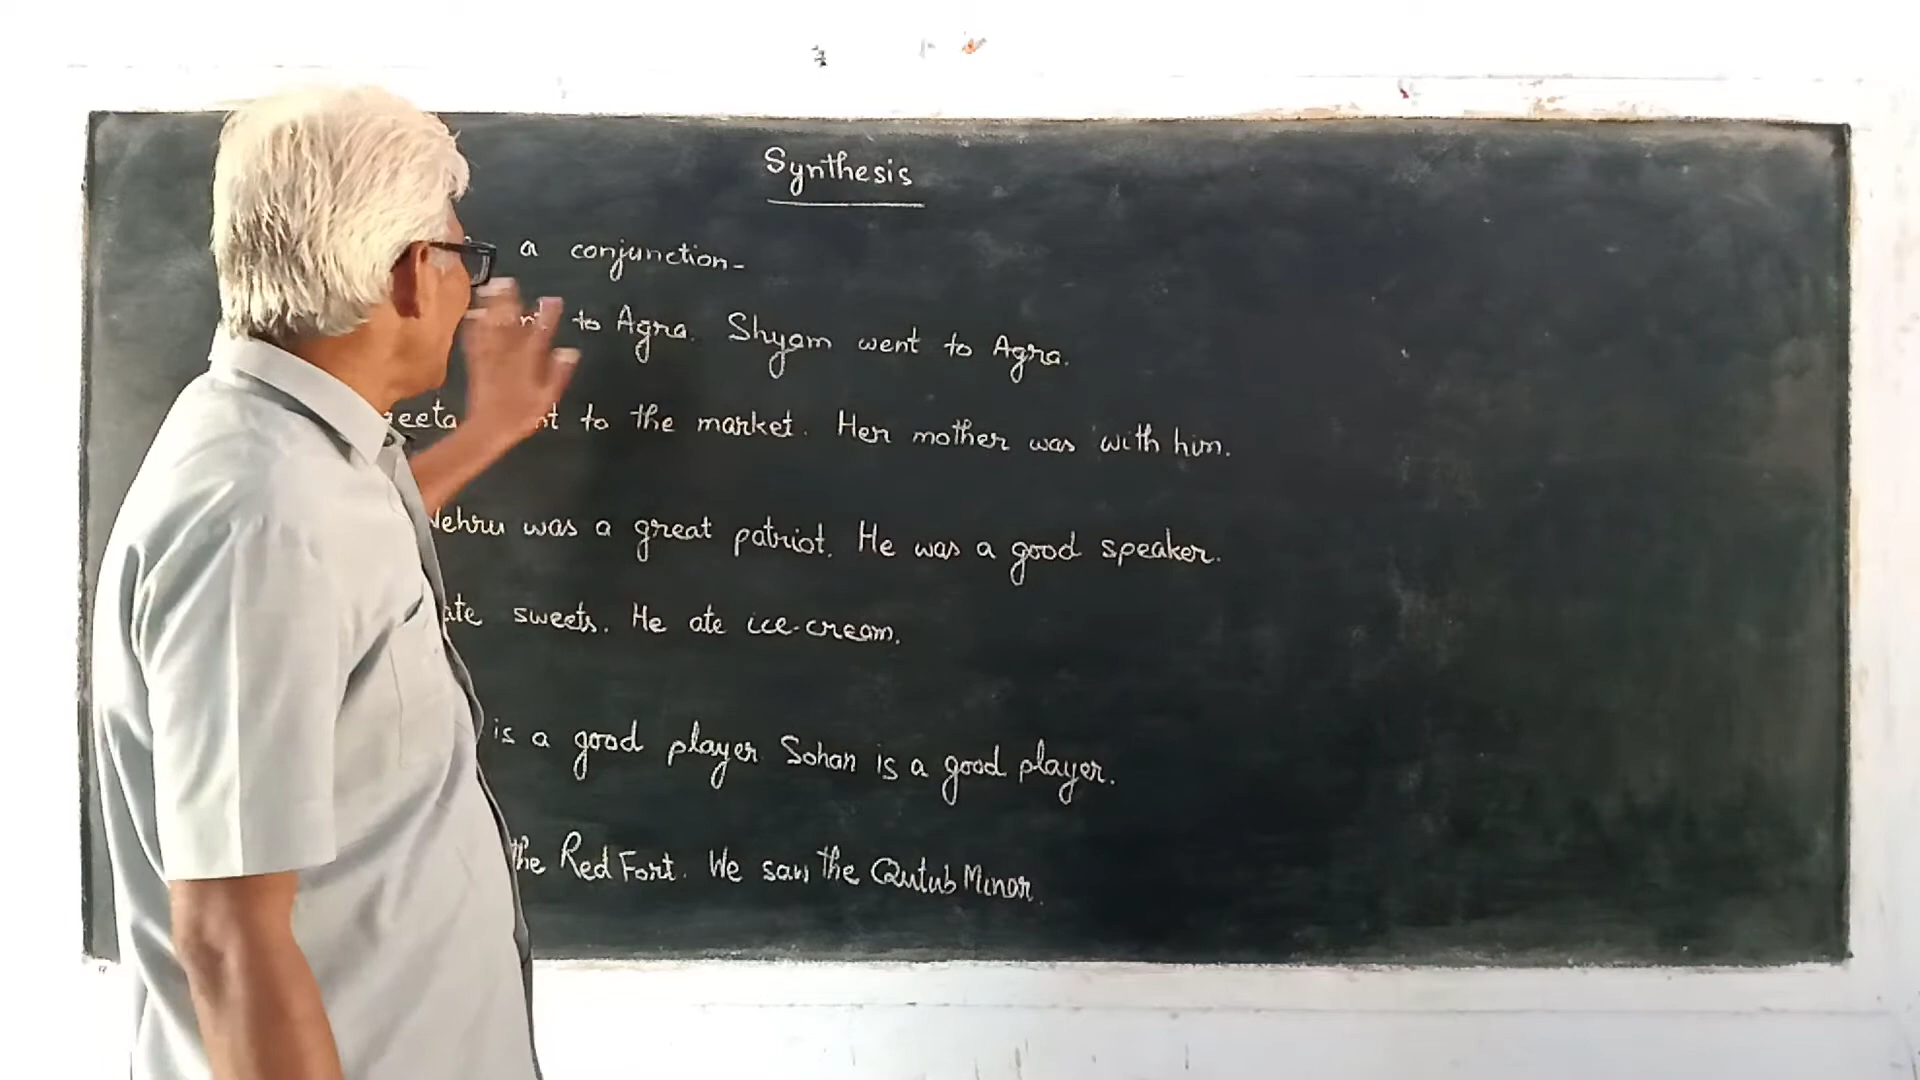 Synthesis
a conjunction-
to Agra. Shyam went to Agra.
to the market. Her mother was with him.
Nehru was a great patriot. He was a good speaker.
ate sweets. He ate ice-cream.
is a good player Sohan is a good player.
the Red Fort. We saw the Qutub Minar.